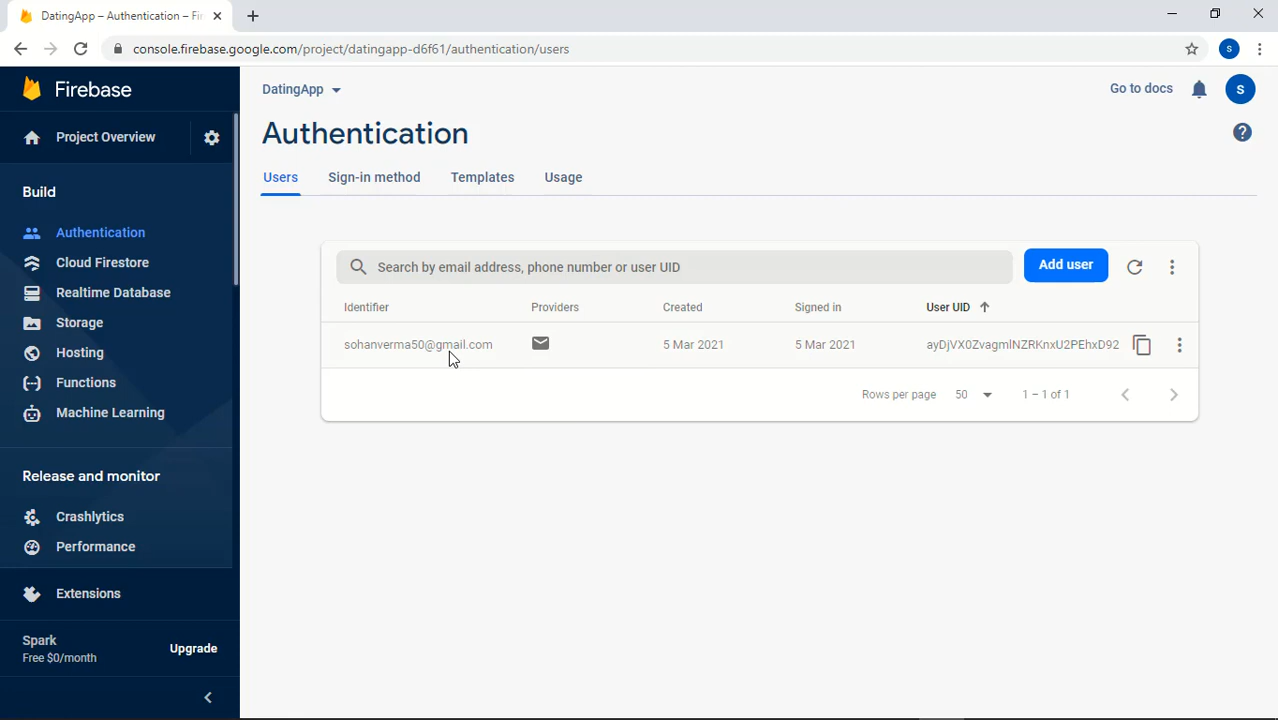 DatingApp – Authentication – Fir
console.firebase.google.com/project/datingapp-d6f61/authentication/users
S
Firebase
Project Overview
Build
Authentication
Cloud Firestore
Realtime Database
Storage
Hosting
Functions
Machine Learning
Release and monitor
Crashlytics
Performance
Extensions
Spark
Free $0/month
Upgrade
DatingApp
Go to docs
S
Authentication
Users Sign-in method Templates Usage
Search by email address, phone number or user UID
Add user
Identifier Providers Created Signed in User UID
sohanverma50@gmail.com 5 Mar 2021 5 Mar 2021 ayDjVX0ZvagmlNZRKnxU2PEhxD92
Rows per page 50 1 – 1 of 1